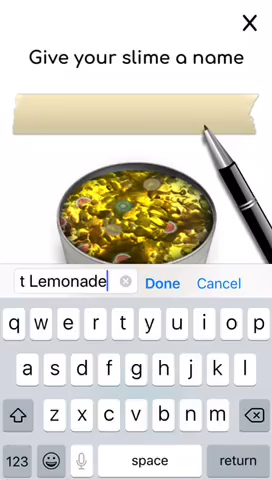 X
Give your slime a name
t Lemonade
Done
Cancel
q w e r t y u i o p
a s d f g h j k l
z x c v b n m
123
space
return